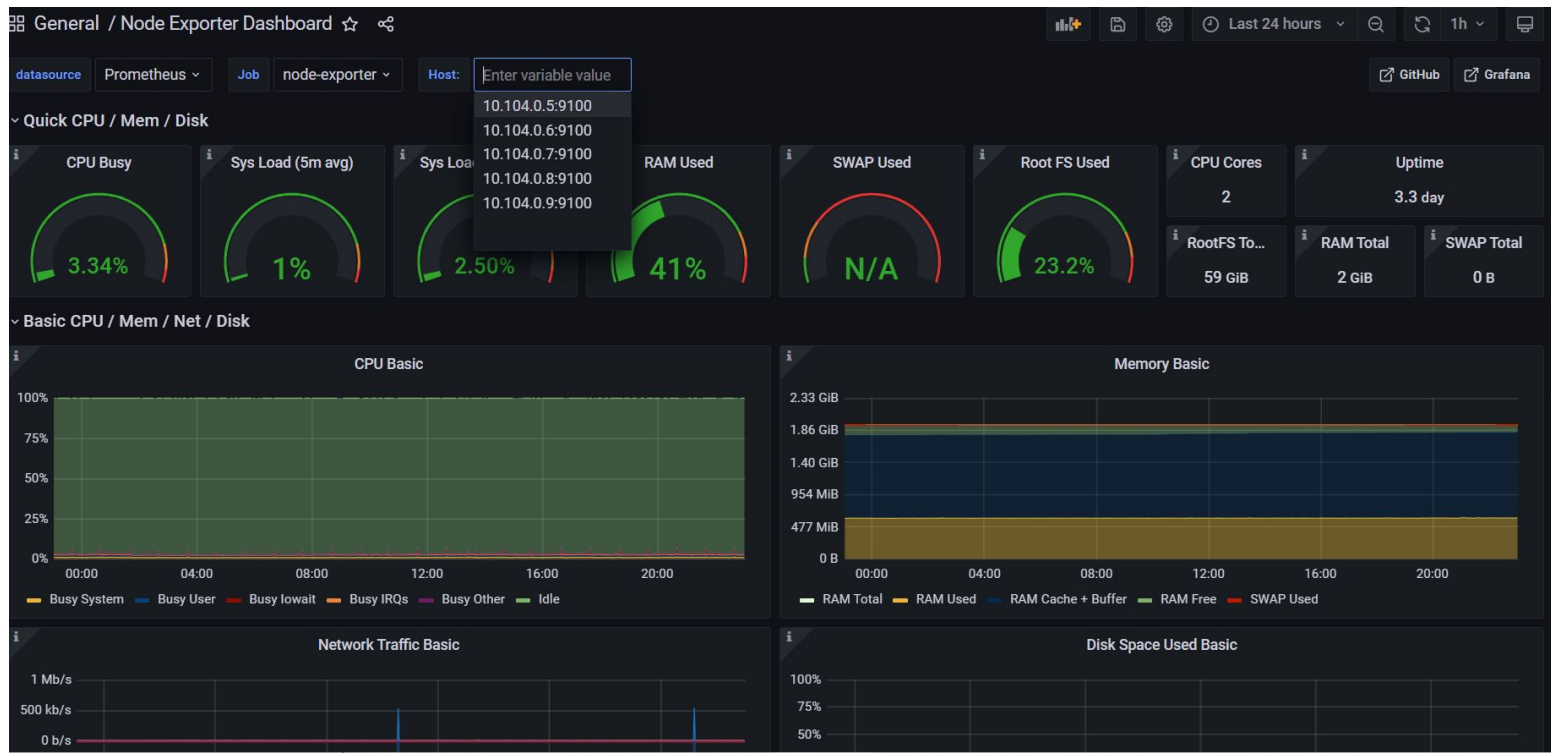 General / Node Exporter Dashboard
Last 24 hours
1h
datasource Prometheus Job node-exporter Host: Enter variable value
GitHub Grafana
10.104.0.5:9100
10.104.0.6:9100
10.104.0.7:9100
10.104.0.8:9100
10.104.0.9:9100
Quick CPU / Mem / Disk
CPU Busy
3.34%
Sys Load (5m avg)
1%
Sys Loa
2.50%
RAM Used
41%
SWAP Used
N/A
Root FS Used
23.2%
CPU Cores
2
Uptime
3.3 day
RootFS To...
59 GiB
RAM Total
2 GiB
SWAP Total
0 B
Basic CPU / Mem / Net / Disk
CPU Basic
100%
75%
50%
25%
0%
00:00 04:00 08:00 12:00 16:00 20:00
Busy System Busy User Busy Iowait Busy IRQs Busy Other Idle
Memory Basic
2.33 GiB
1.86 GiB
1.40 GiB
954 MiB
477 MiB
0 B
00:00 04:00 08:00 12:00 16:00 20:00
RAM Total RAM Used RAM Cache + Buffer RAM Free SWAP Used
Network Traffic Basic
1 Mb/s
500 kb/s
0 b/s
Disk Space Used Basic
100%
75%
50%